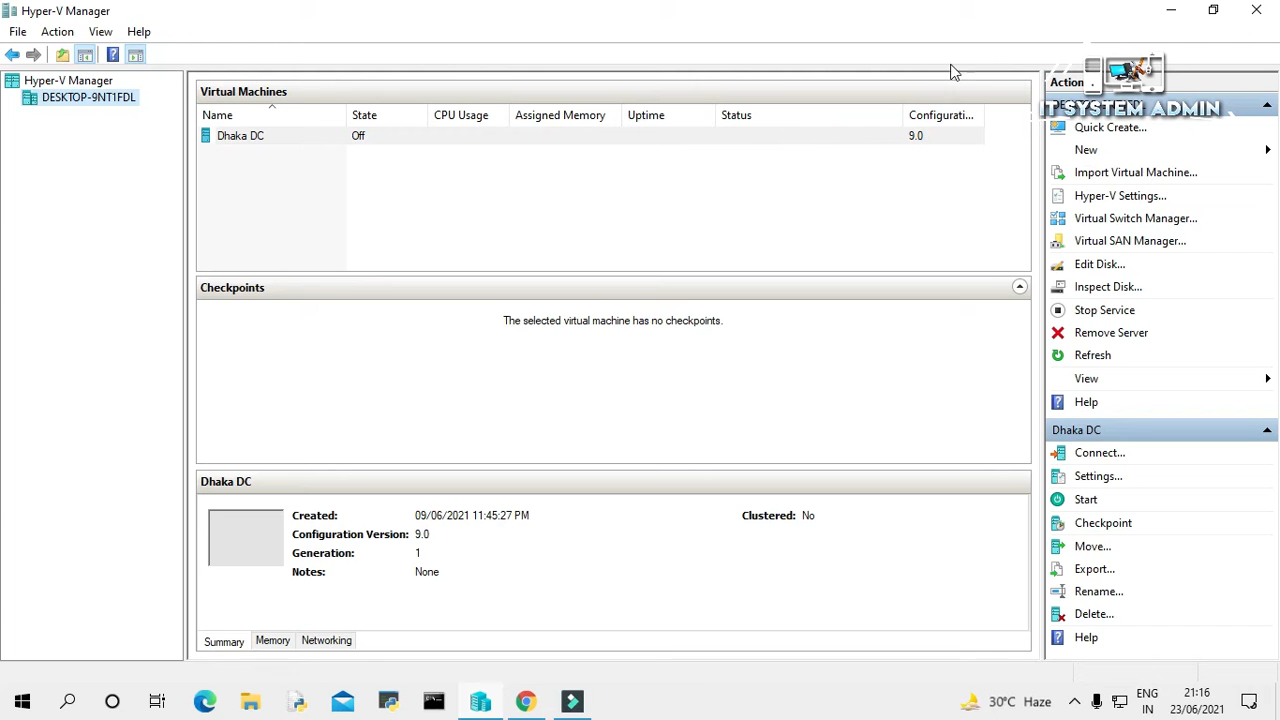 Hyper-V Manager
File Action View Help
Hyper-V Manager
DESKTOP-9NT1FDL
Virtual Machines
Name State CPU Usage Assigned Memory Uptime Status Configurati...
Dhaka DC Off 9.0
Checkpoints
The selected virtual machine has no checkpoints.
Dhaka DC
Created: 09/06/2021 11:45:27 PM Clustered: No
Configuration Version: 9.0
Generation: 1
Notes: None
Summary Memory Networking
IT SYSTEM ADMIN
Quick Create...
New
Import Virtual Machine...
Hyper-V Settings...
Virtual Switch Manager...
Virtual SAN Manager...
Edit Disk...
Inspect Disk...
Stop Service
Remove Server
Refresh
View
Help
Dhaka DC
Connect...
Settings...
Start
Checkpoint
Move...
Export...
Rename...
Delete...
Help
30°C Haze
ENG
IN
21:16
23/06/2021